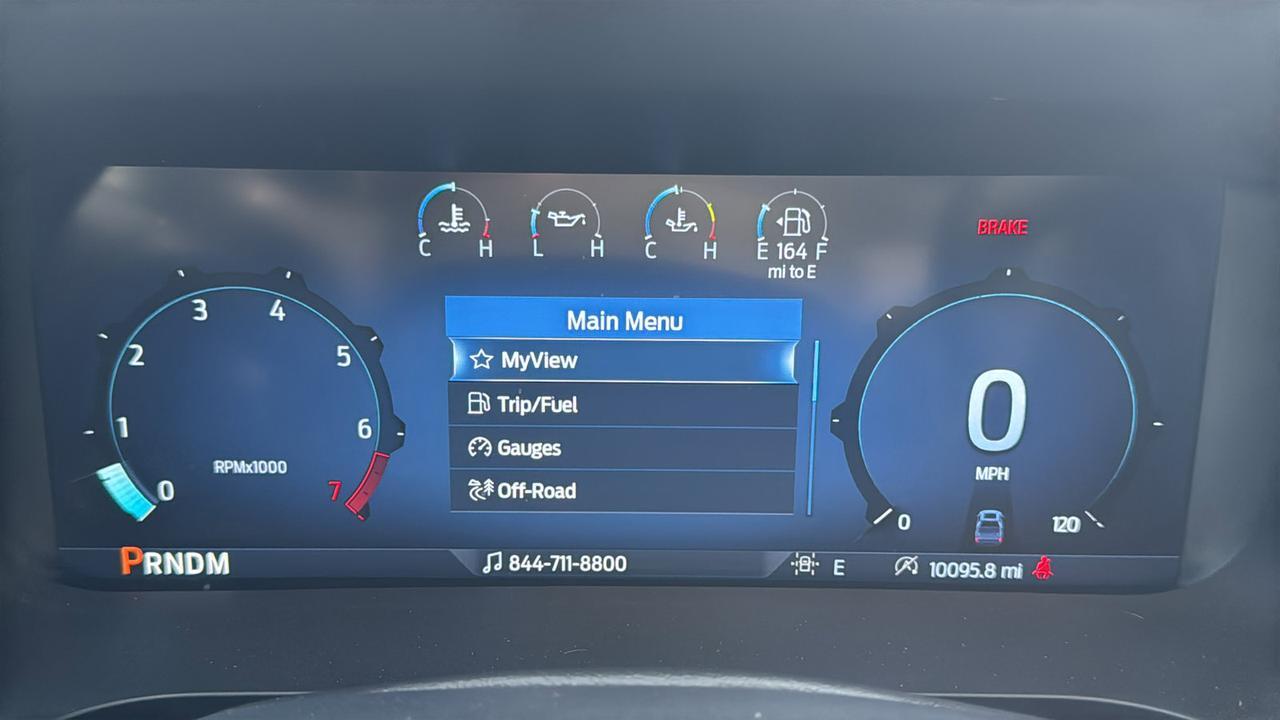 C H
L H
C H
E 164 F
mi to E
BRAKE
0 1 2 3 4 5 6 7
RPMx1000
Main Menu
MyView
Trip/Fuel
Gauges
Off-Road
0
MPH
0 120
PRNDM
844-711-8800
E
10095.8 mi